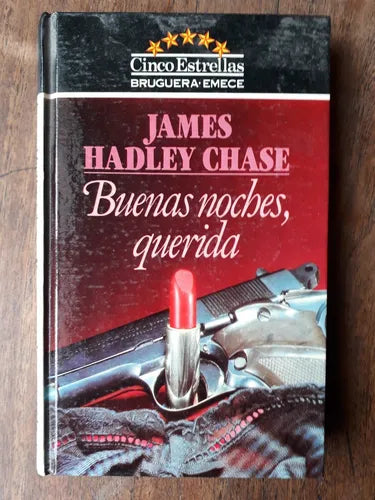 Cinco Estrellas
BRUGUERA·EMECE
JAMES
HADLEY CHASE
Buenas noches,
querida